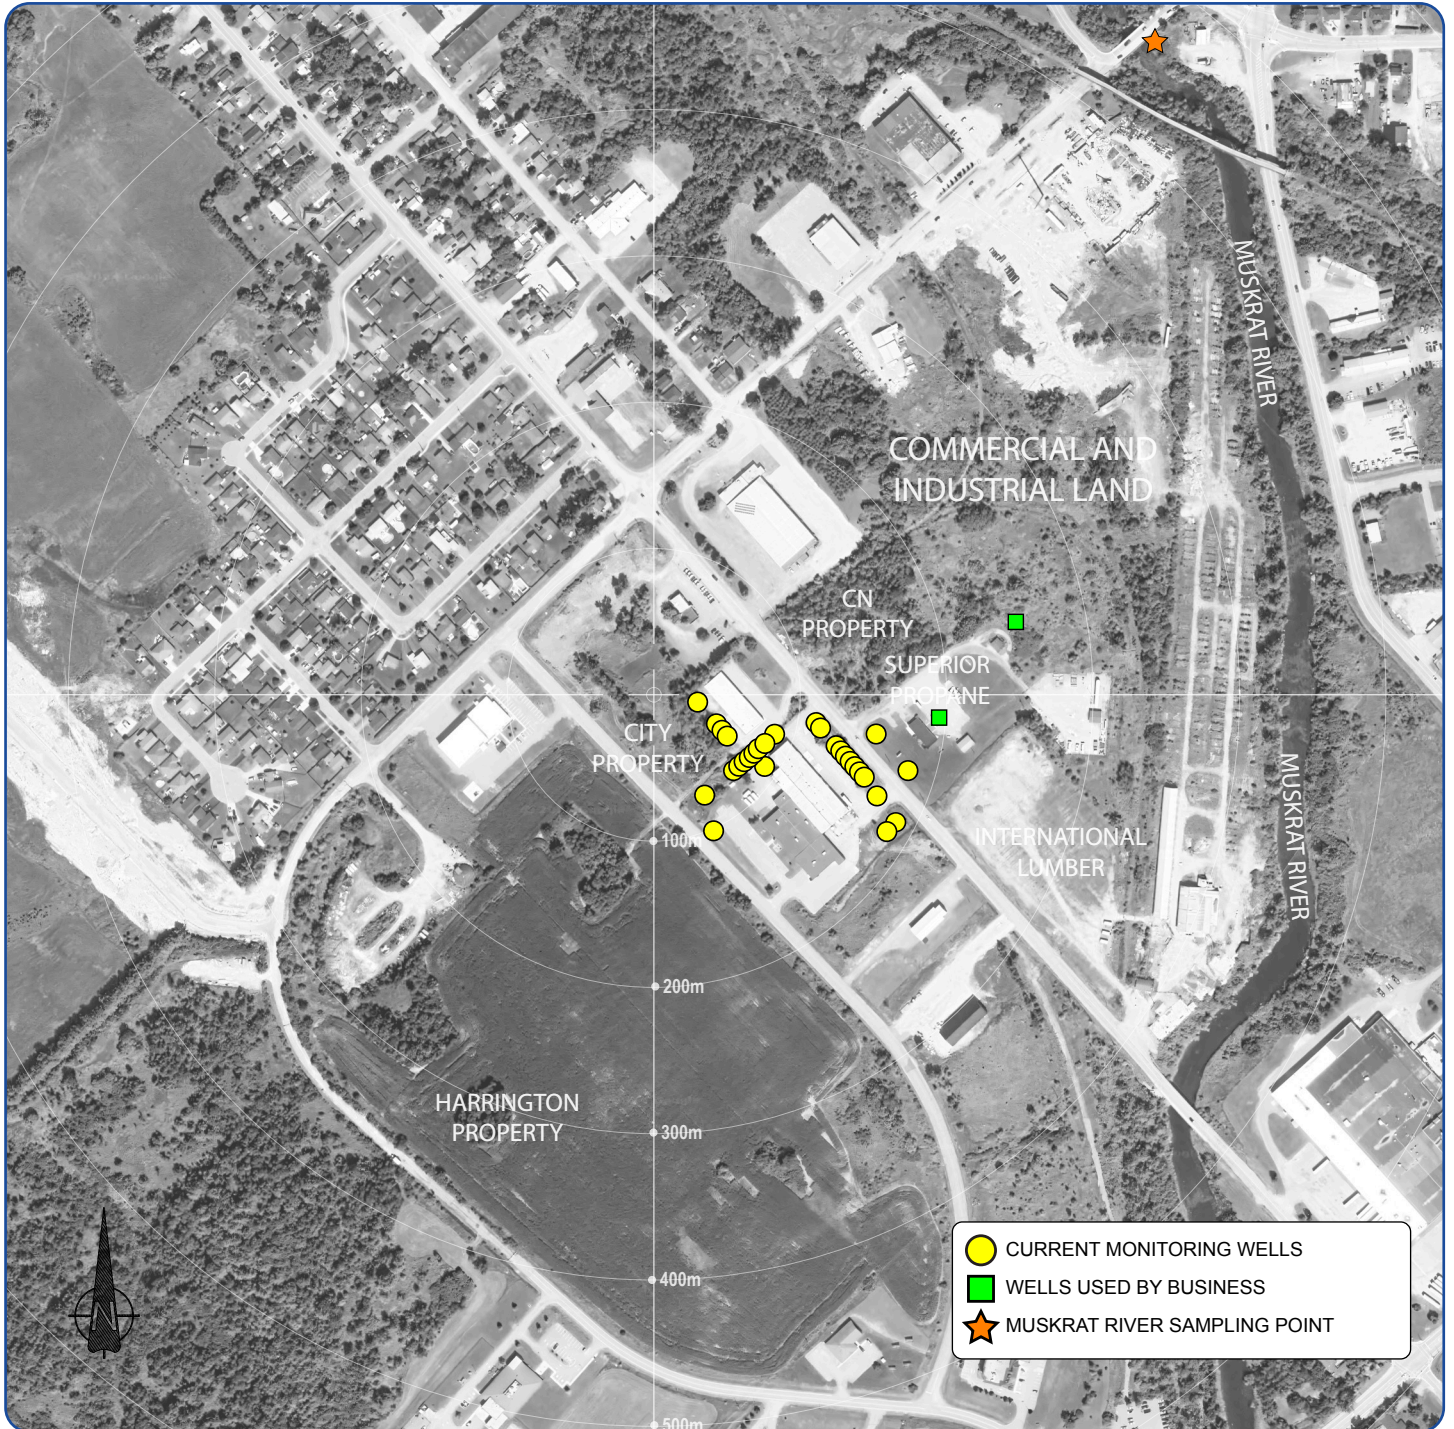 MUSKRAT RIVER
COMMERCIAL AND
INDUSTRIAL LAND
CN
PROPERTY
SUPERIOR
PROPANE
CITY
PROPERTY
MUSKRAT RIVER
INTERNATIONAL
LUMBER
100m
200m
HARRINGTON
PROPERTY
300m
400m
500m
N
CURRENT MONITORING WELLS
WELLS USED BY BUSINESS
MUSKRAT RIVER SAMPLING POINT